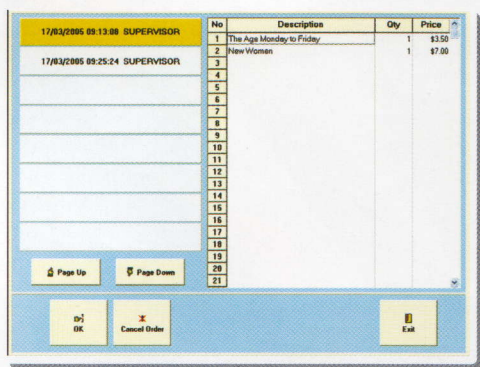 17/03/2005 09:13:08 SUPERVISOR
17/03/2005 09:25:24 SUPERVISOR
No Description Qty Price
1 The Age Monday to Friday 1 $3.50
2 New Woman 1 $7.00
3
4
5
6
7
8
9
10
11
12
13
14
15
16
17
18
19
20
21
Page Up Page Down
OK Cancel Order Exit